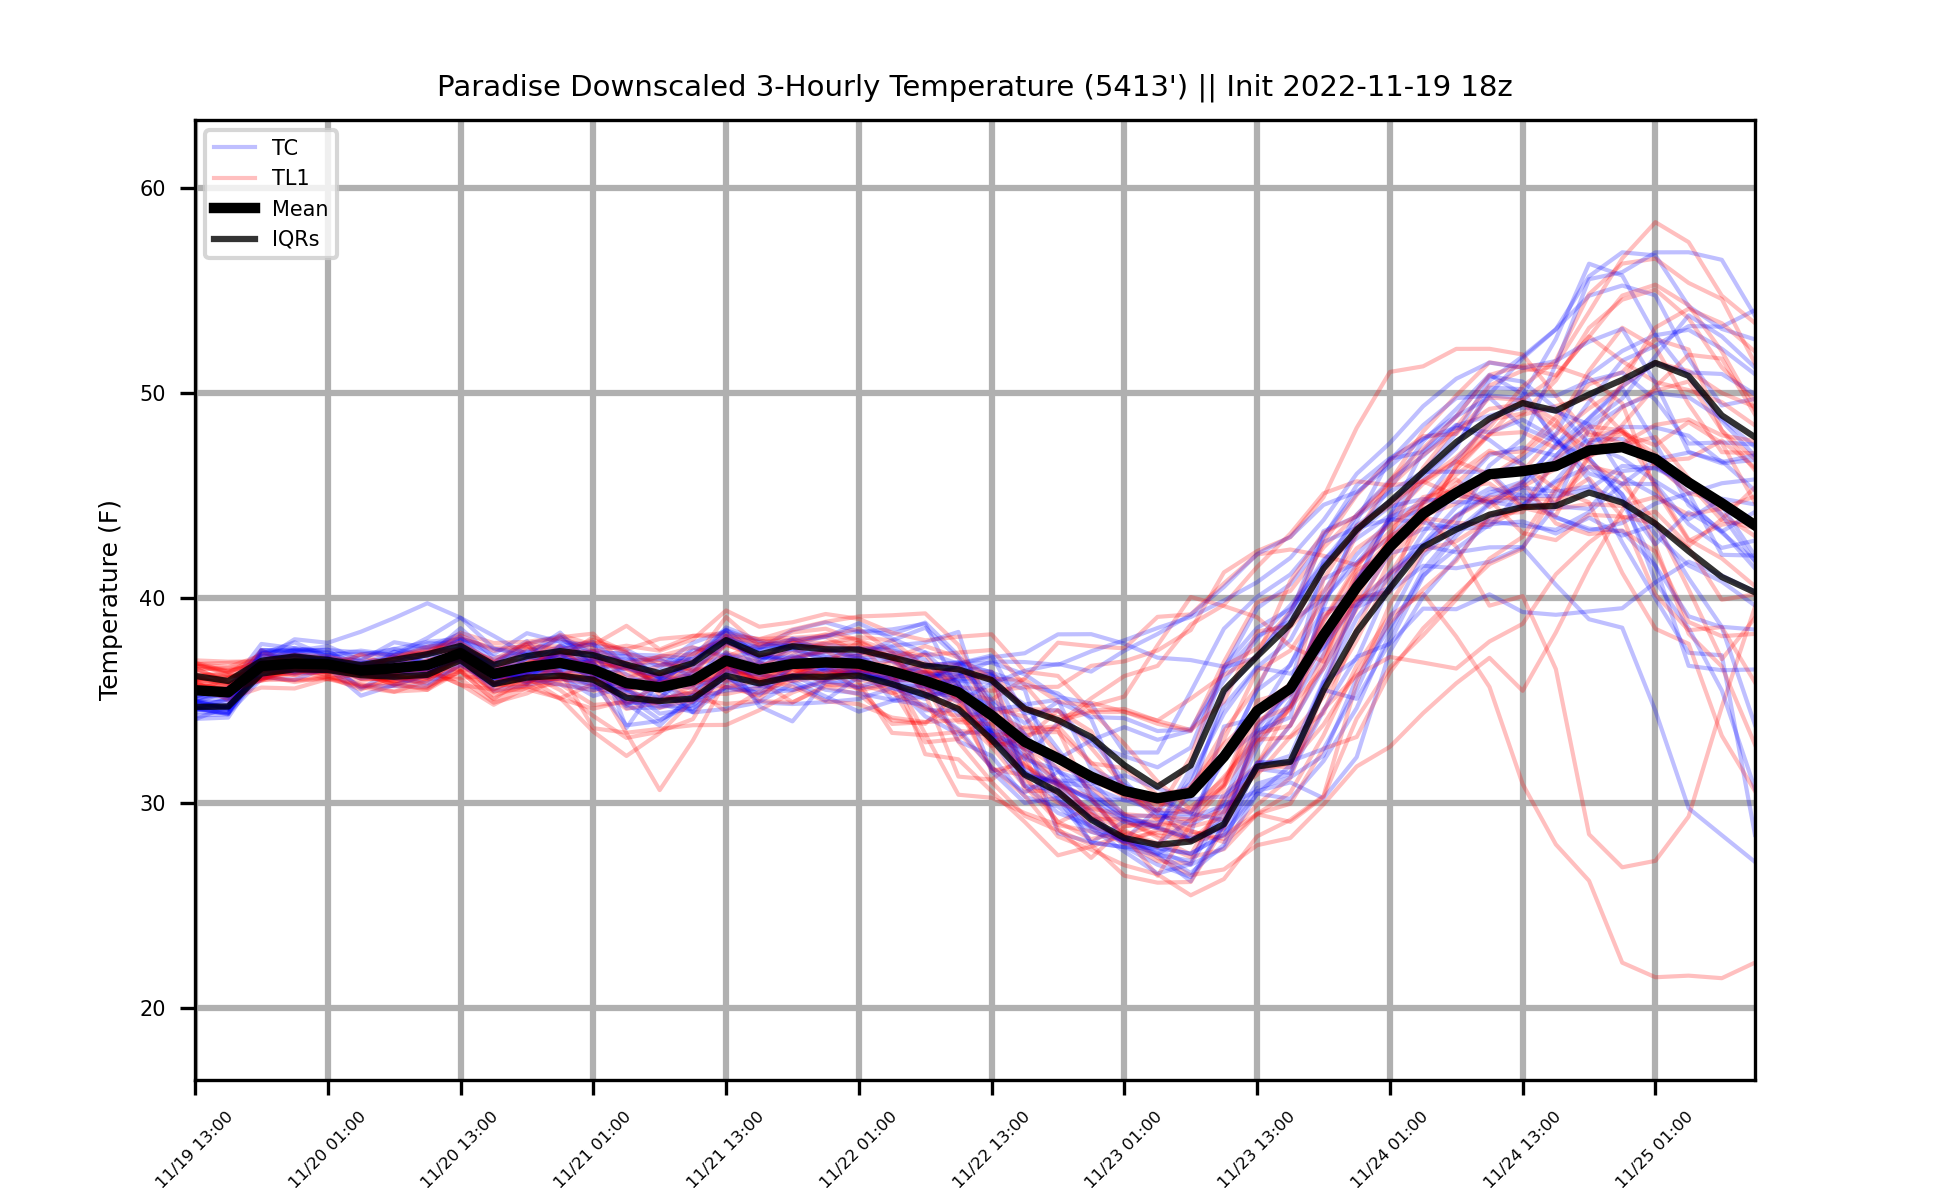 Paradise Downscaled 3-Hourly Temperature (5413') || Init 2022-11-19 18z
TC
TL1
Mean
IQRs
Temperature (F)
60
50
40
30
20
11/19 13:00
11/20 01:00
11/20 13:00
11/21 01:00
11/21 13:00
11/22 01:00
11/22 13:00
11/23 01:00
11/23 13:00
11/24 01:00
11/24 13:00
11/25 01:00